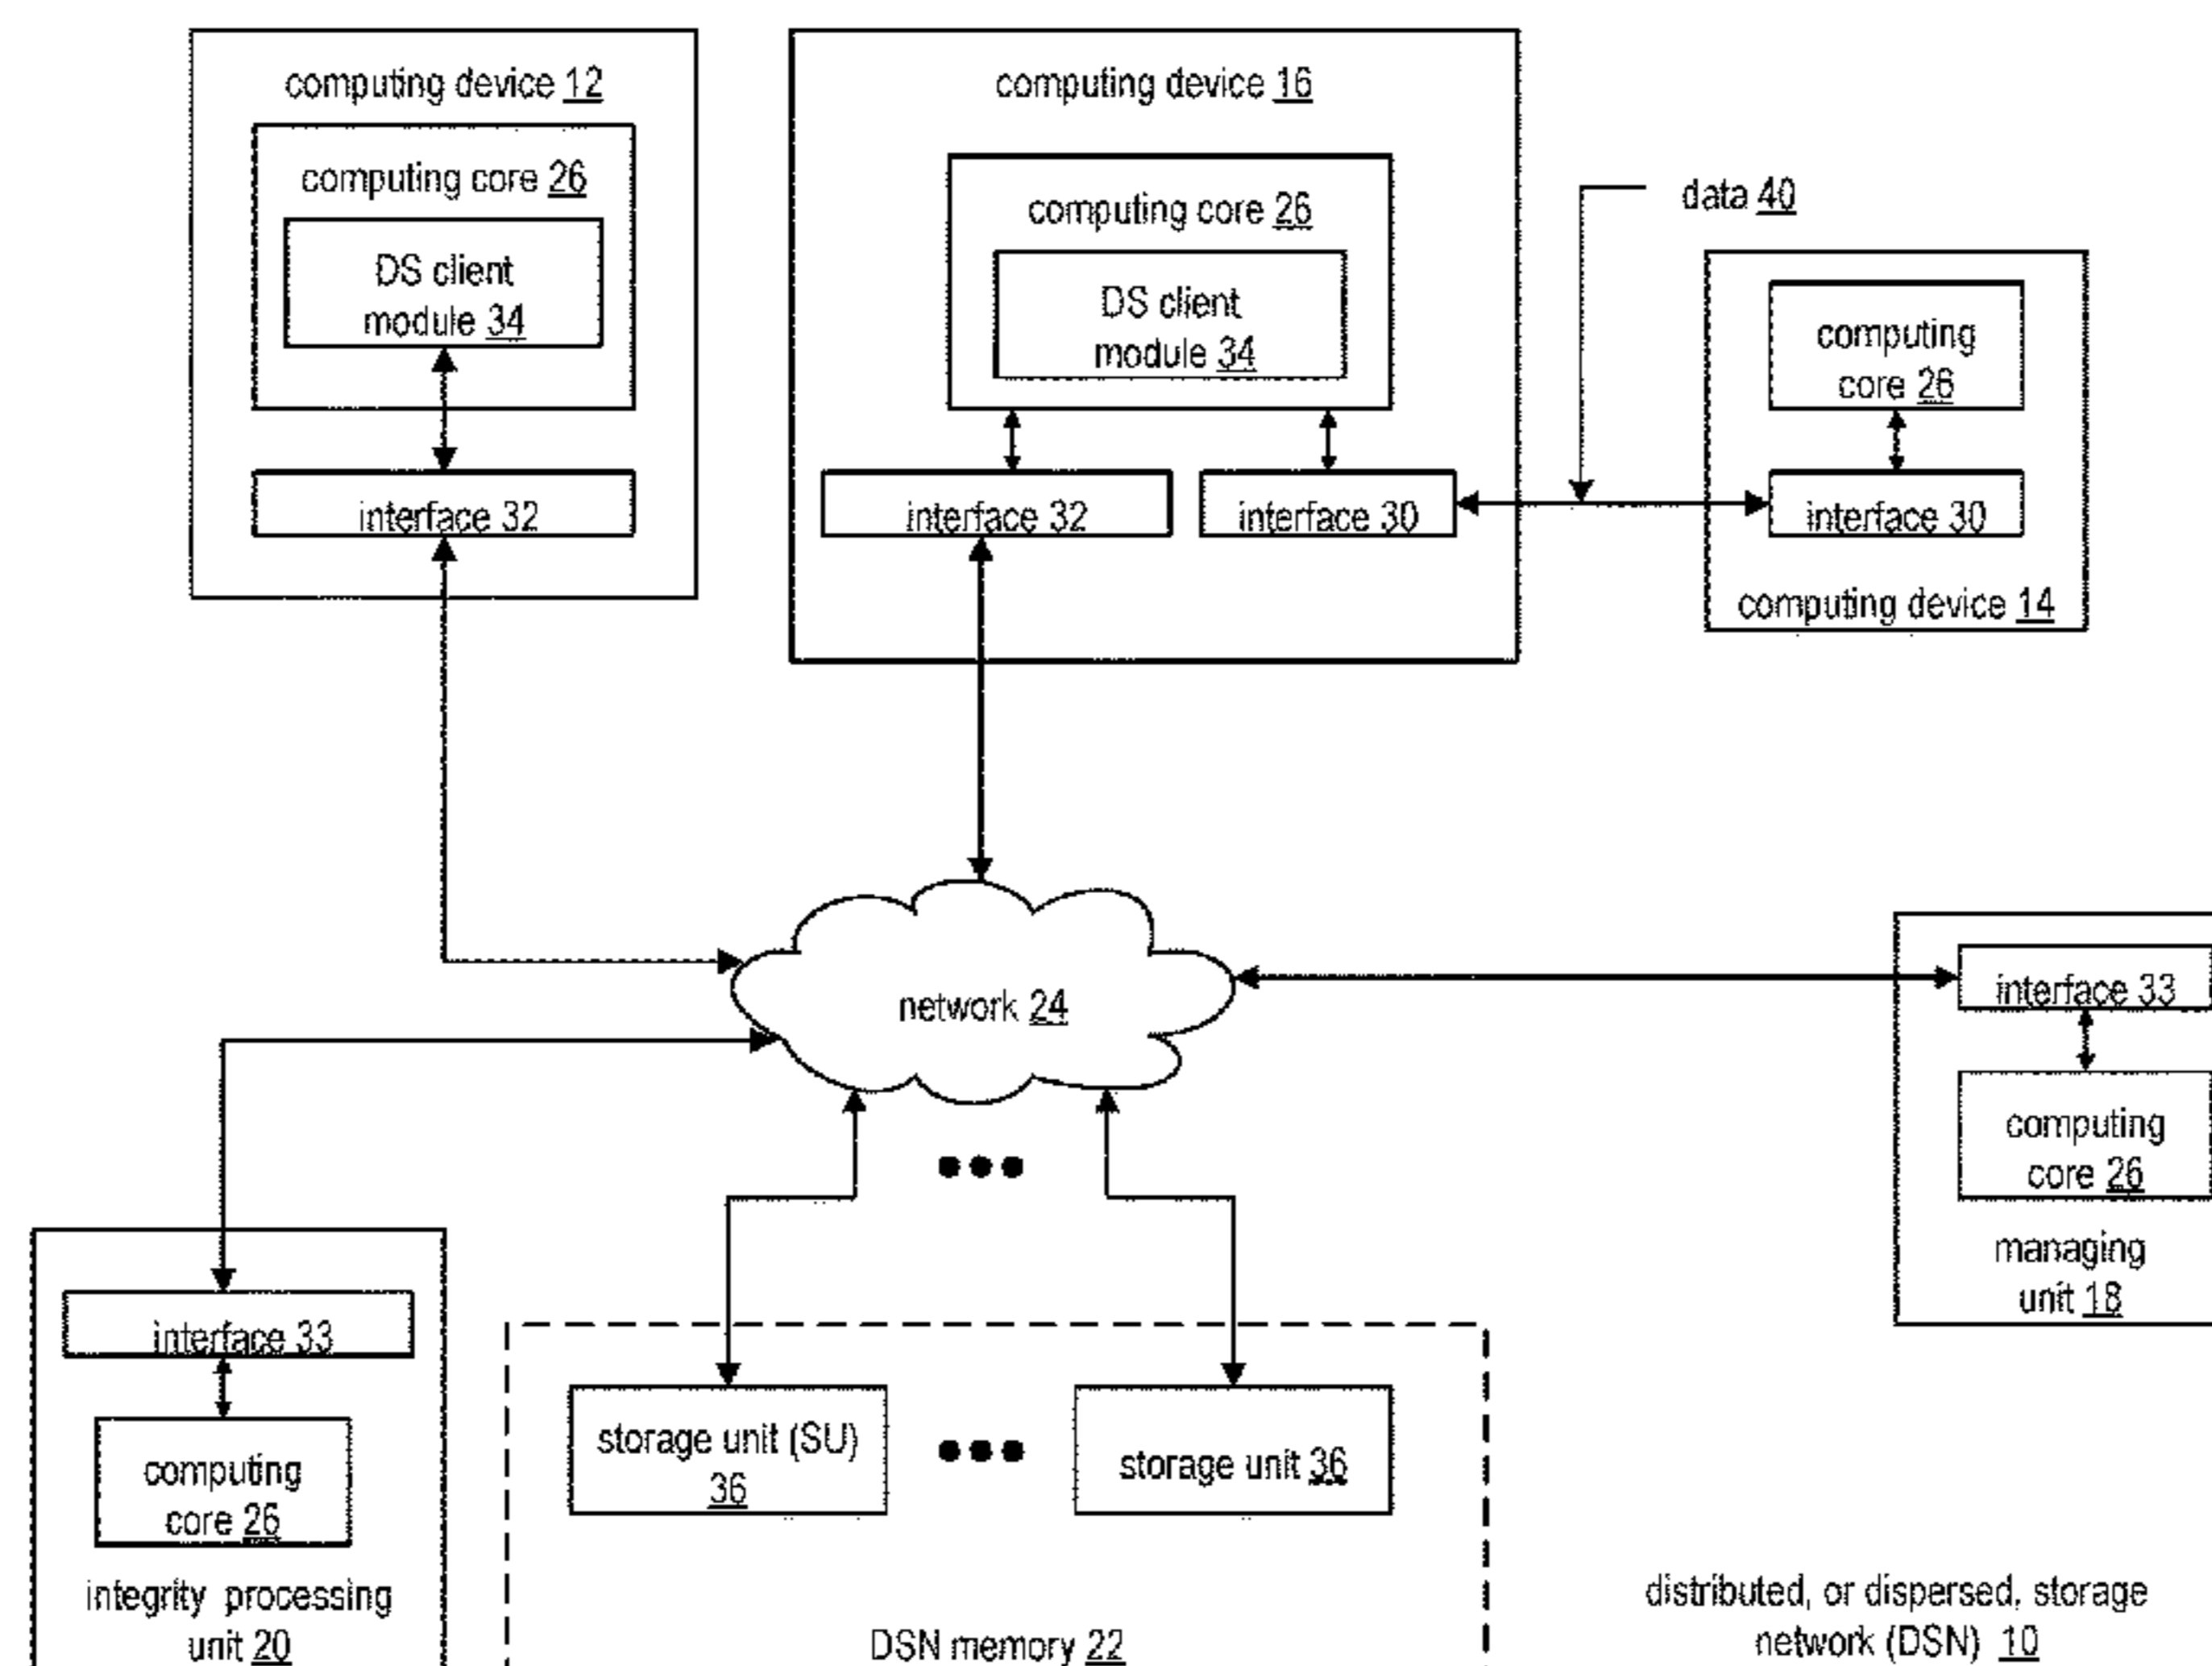 computing device 12
computing core 26
DS client
module 34
interface 32
computing device 16
computing core 26
DS client
module 34
interface 32
interface 30
data 40
computing
core 26
interface 30
computing device 14
network 24
interface 33
computing
core 26
managing
unit 18
interface 33
computing
core 26
integrity processing
unit 20
storage unit (SU)
36
storage unit 36
DSN memory 22
distributed, or dispersed, storage
network (DSN) 10